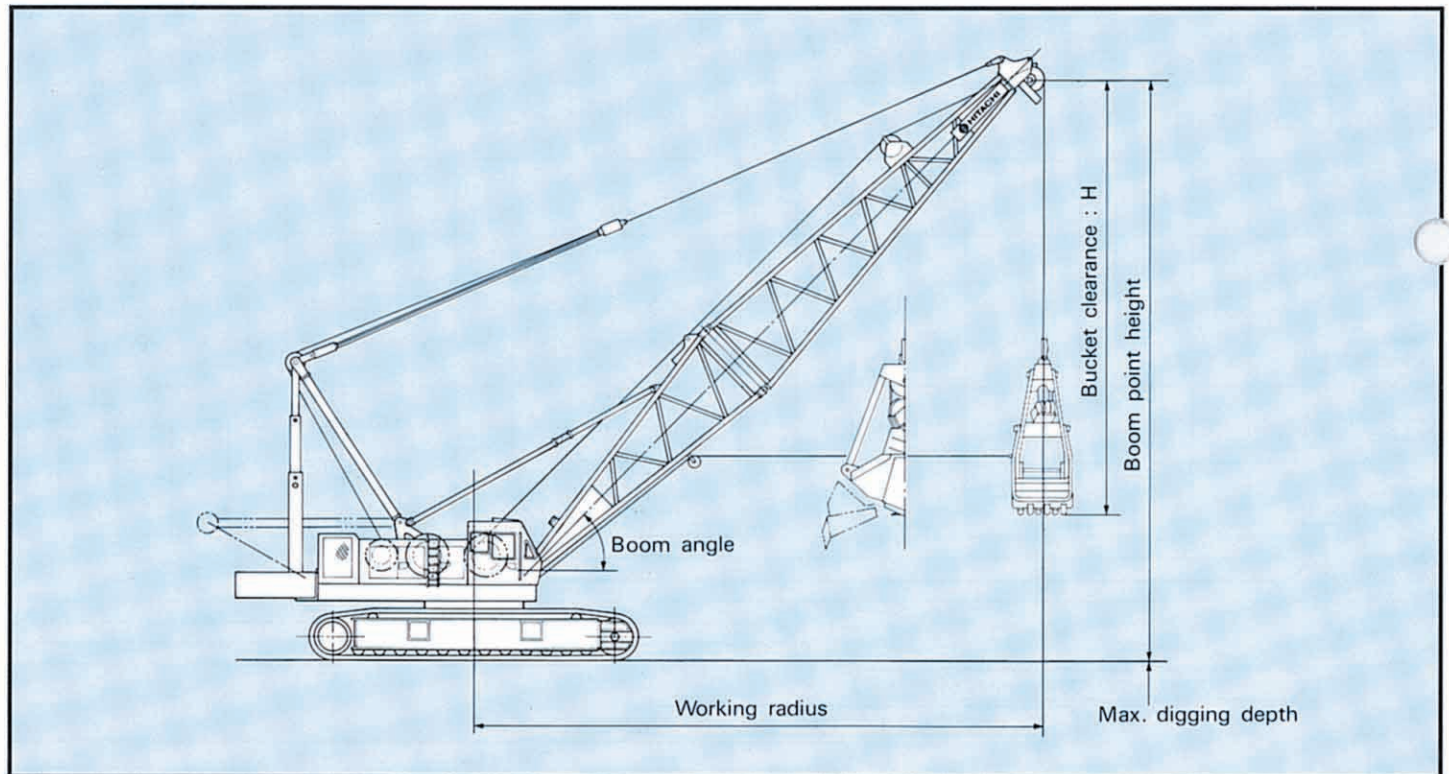 HITACHI
Bucket clearance : H
Boom point height
Boom angle
Working radius
Max. digging depth